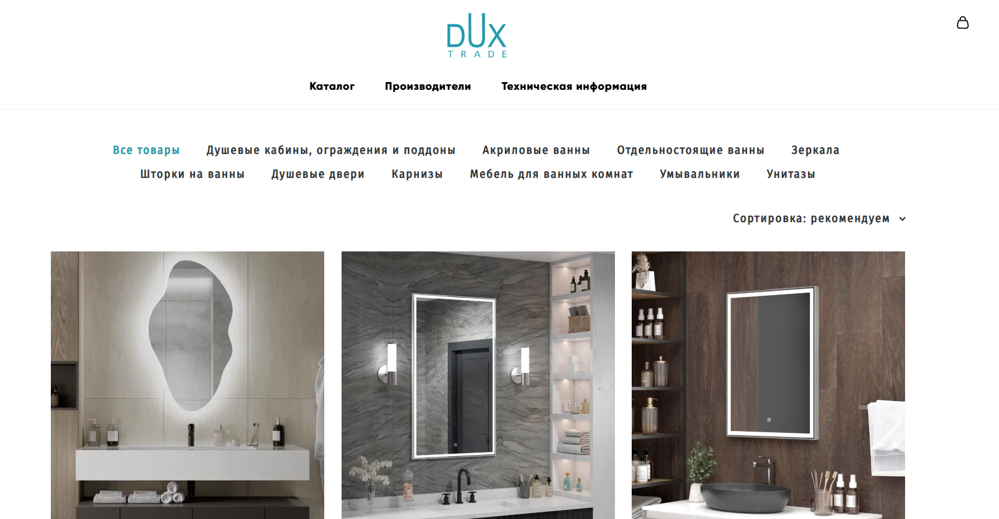 DUX
TRADE
Каталог Производители Техническая информация
Все товары Душевые кабины, ограждения и поддоны Акриловые ванны Отдельностоящие ванны Зеркала
Шторки на ванны Душевые двери Карнизы Мебель для ванных комнат Умывальники Унитазы
Сортировка: рекомендуем